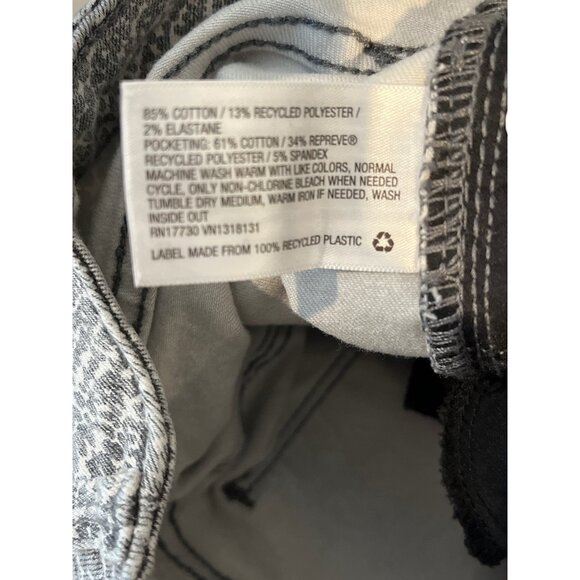 85% COTTON / 13% RECYCLED POLYESTER /
2% ELASTANE
POCKETING: 61% COTTON / 34% REPREVE®
RECYCLED POLYESTER / 5% SPANDEX
MACHINE WASH WARM WITH LIKE COLORS, NORMAL
CYCLE, ONLY NON-CHLORINE BLEACH WHEN NEEDED
TUMBLE DRY MEDIUM, WARM IRON IF NEEDED, WASH
INSIDE OUT
RN17730 VN1318131
LABEL MADE FROM 100% RECYCLED PLASTIC